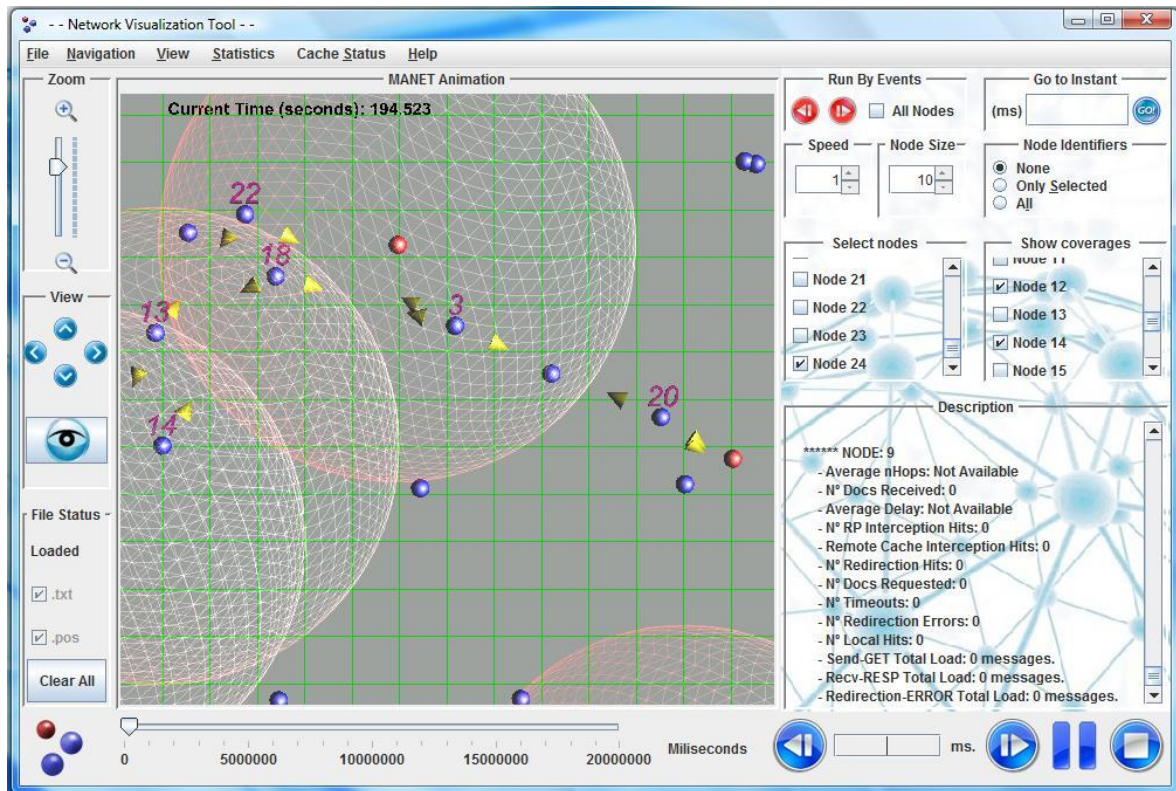 - - Network Visualization Tool - -
File Navigation View Statistics Cache Status Help
Zoom
View
File Status
Loaded
.txt
.pos
Clear All
MANET Animation
Current Time (seconds): 194.523
22
18
13
3
14
20
Run By Events
All Nodes
Go to Instant
(ms)
GO!
Speed
1
Node Size
10
Node Identifiers
None
Only Selected
All
Select nodes
Node 21
Node 22
Node 23
Node 24
Show coverages
Node 11
Node 12
Node 13
Node 14
Node 15
Description
****** NODE: 9
- Average nHops: Not Available
- Nº Docs Received: 0
- Average Delay: Not Available
- Nº RP Interception Hits: 0
- Remote Cache Interception Hits: 0
- Nº Redirection Hits: 0
- Nº Docs Requested: 0
- Nº Timeouts: 0
- Nº Redirection Errors: 0
- Nº Local Hits: 0
- Send-GET Total Load: 0 messages.
- Recv-RESP Total Load: 0 messages.
- Redirection-ERROR Total Load: 0 messages.
0 5000000 10000000 15000000 20000000
Miliseconds
ms.